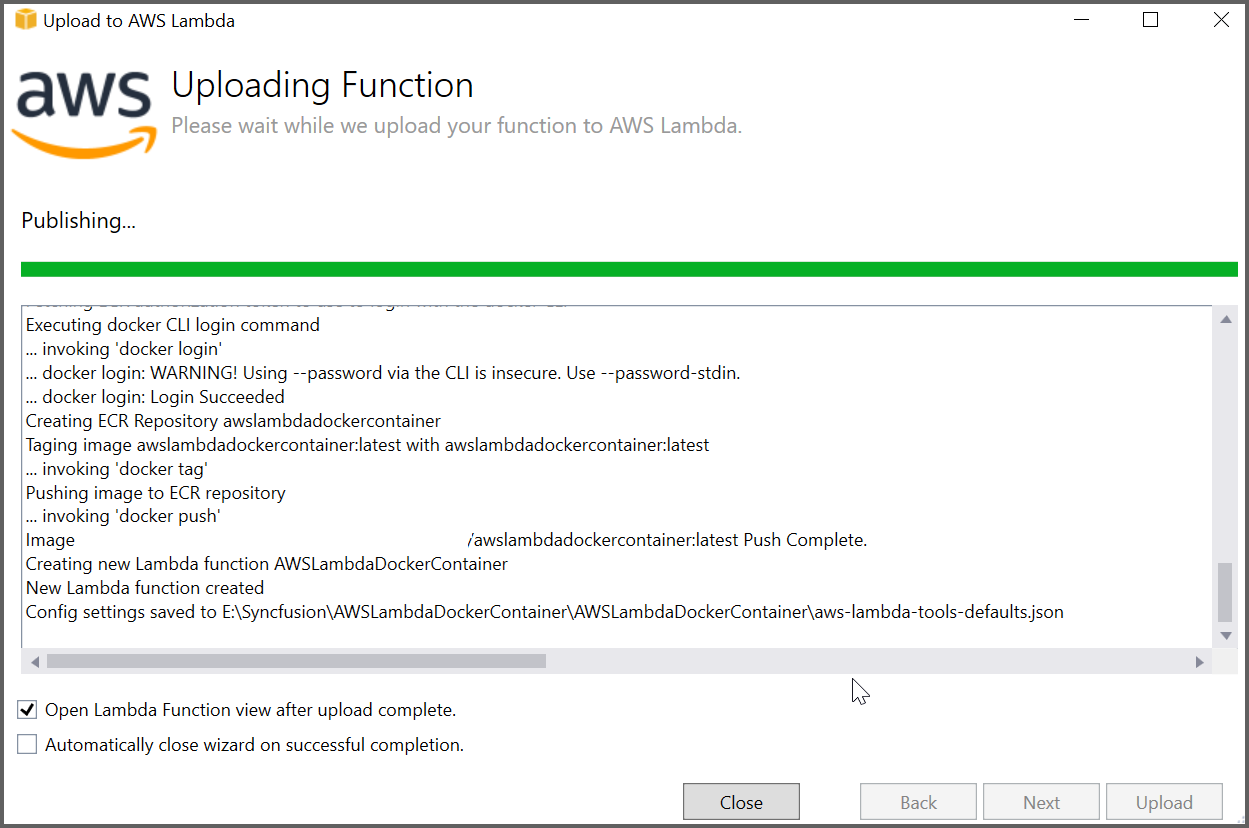 Upload to AWS Lambda
aws
Uploading Function
Please wait while we upload your function to AWS Lambda.
Publishing...
Executing docker CLI login command
... invoking 'docker login'
... docker login: WARNING! Using --password via the CLI is insecure. Use --password-stdin.
... docker login: Login Succeeded
Creating ECR Repository awslambdadockercontainer
Taging image awslambdadockercontainer:latest with awslambdadockercontainer:latest
... invoking 'docker tag'
Pushing image to ECR repository
... invoking 'docker push'
Image /awslambdadockercontainer:latest Push Complete.
Creating new Lambda function AWSLambdaDockerContainer
New Lambda function created
Config settings saved to E:\Syncfusion\AWSLambdaDockerContainer\AWSLambdaDockerContainer\aws-lambda-tools-defaults.json
Open Lambda Function view after upload complete.
Automatically close wizard on successful completion.
Close Back Next Upload